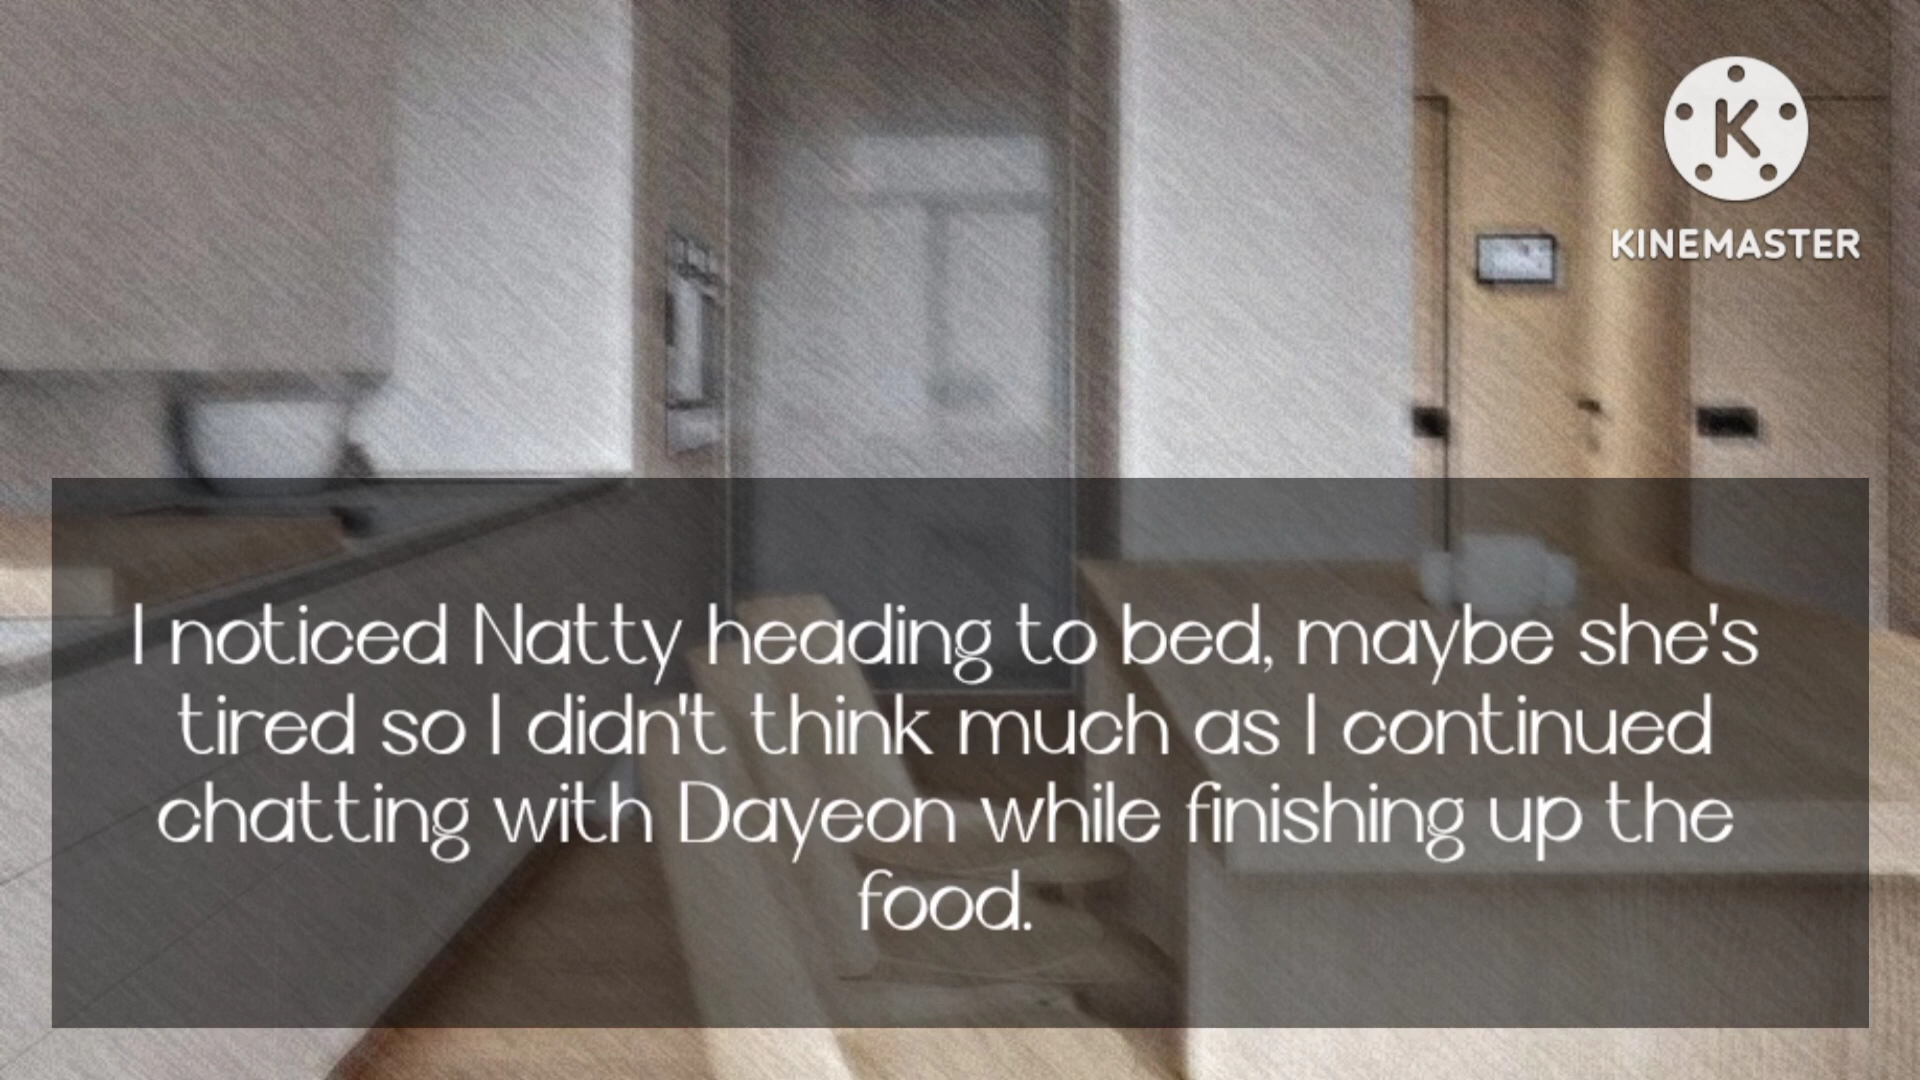 K
KINEMASTER
I noticed Natty heading to bed, maybe she's
tired so I didn't think much as I continued
chatting with Dayeon while finishing up the
food.